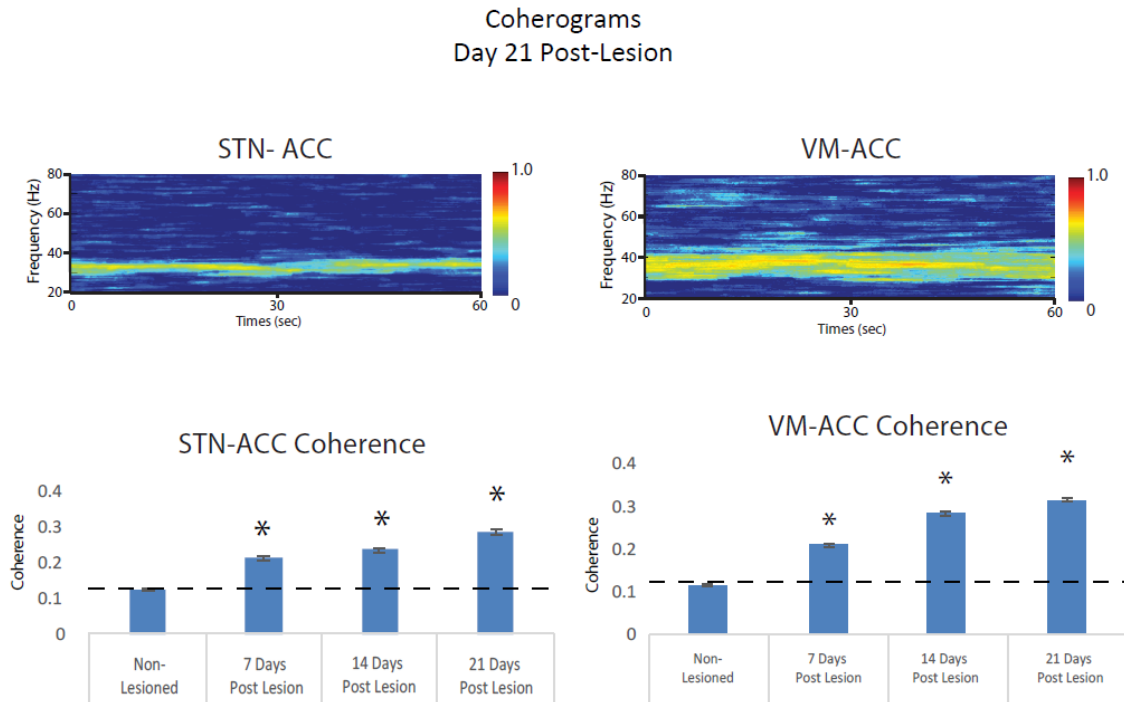 Coherograms
Day 21 Post-Lesion
STN- ACC
80
60
40
20
Frequency (Hz)
0
30
60
Times (sec)
1.0
0
VM-ACC
80
60
40
20
Frequency (Hz)
0
30
60
Times (sec)
1.0
0
STN-ACC Coherence
0.4
0.3
0.2
0.1
0
Coherence
*
*
*
Non-
Lesioned
7 Days
Post Lesion
14 Days
Post Lesion
21 Days
Post Lesion
VM-ACC Coherence
0.4
0.3
0.2
0.1
0
Coherence
*
*
*
Non-
Lesioned
7 Days
Post Lesion
14 Days
Post Lesion
21 Days
Post Lesion